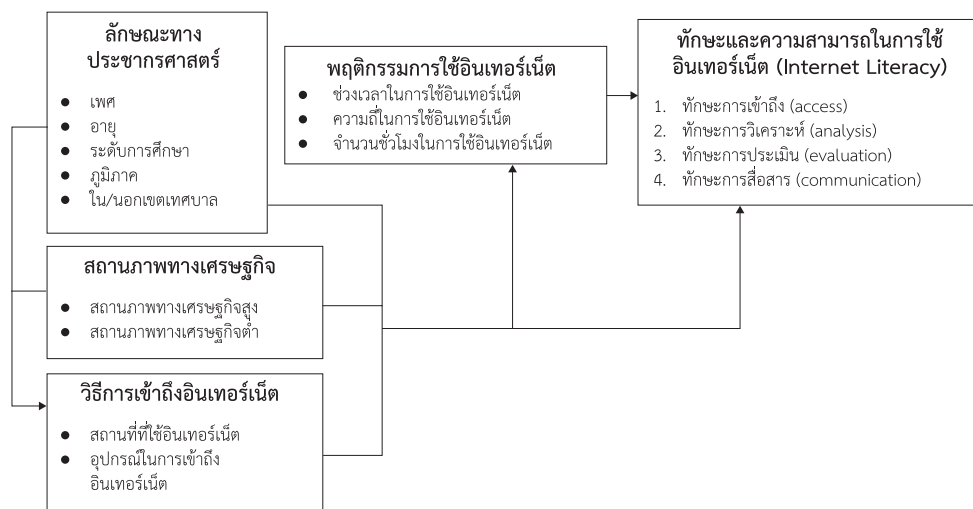 ลักษณะทาง
ประชากรศาสตร์
● เพศ
● อายุ
● ระดับการศึกษา
● ภูมิภาค
● ใน/นอกเขตเทศบาล
สถานภาพทางเศรษฐกิจ
● สถานภาพทางเศรษฐกิจสูง
● สถานภาพทางเศรษฐกิจต่ำ
วิธีการเข้าถึงอินเทอร์เน็ต
● สถานที่ที่ใช้อินเทอร์เน็ต
● อุปกรณ์ในการเข้าถึง
อินเทอร์เน็ต
พฤติกรรมการใช้อินเทอร์เน็ต
● ช่วงเวลาในการใช้อินเทอร์เน็ต
● ความถี่ในการใช้อินเทอร์เน็ต
● จำนวนชั่วโมงในการใช้อินเทอร์เน็ต
ทักษะและความสามารถในการใช้
อินเทอร์เน็ต (Internet Literacy)
1. ทักษะการเข้าถึง (access)
2. ทักษะการวิเคราะห์ (analysis)
3. ทักษะการประเมิน (evaluation)
4. ทักษะการสื่อสาร (communication)